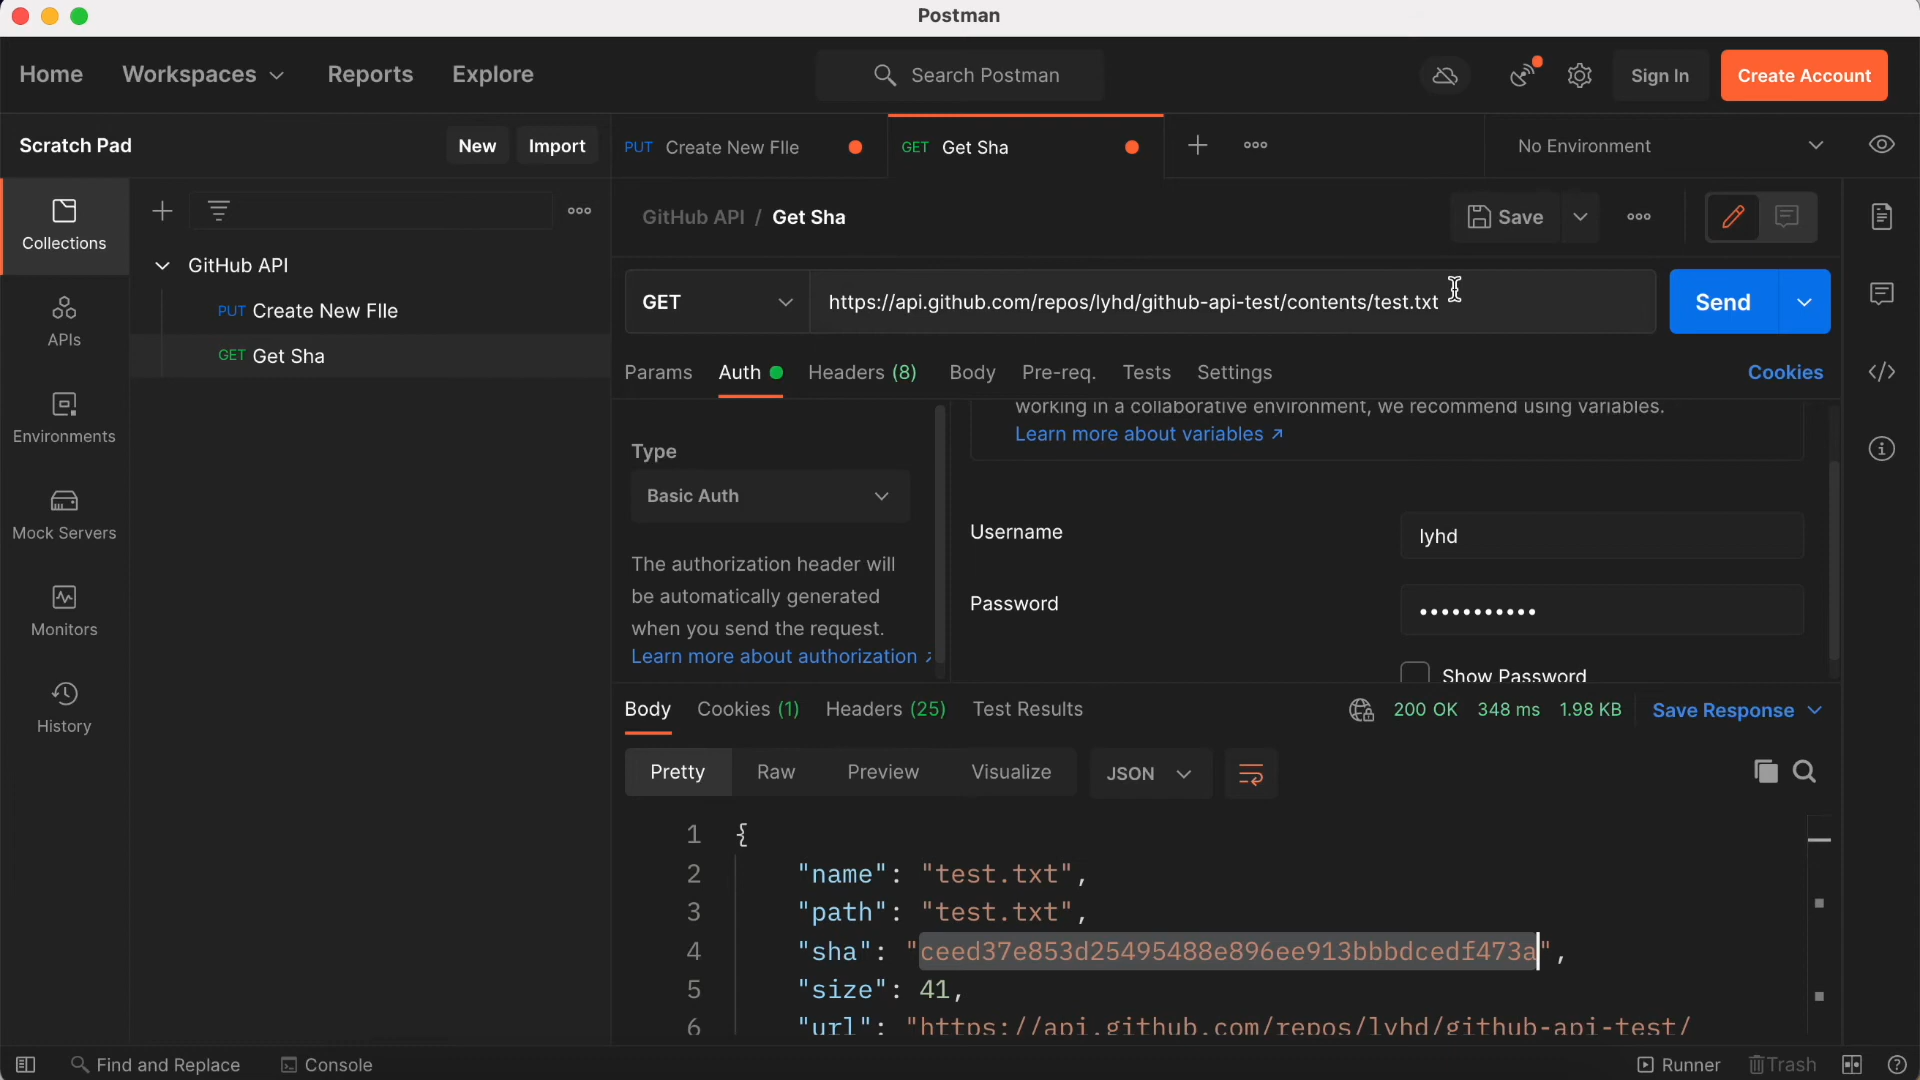 Postman
Home
Workspaces
Reports
Explore
Search Postman
Sign In
Create Account
Scratch Pad
New
Import
PUT Create New FIle
GET Get Sha
No Environment
Collections
APIs
Environments
Mock Servers
Monitors
History
GitHub API
PUT Create New FIle
GET Get Sha
GitHub API / Get Sha
Save
GET
https://api.github.com/repos/lyhd/github-api-test/contents/test.txt
Send
Params
Auth
Headers (8)
Body
Pre-req.
Tests
Settings
Cookies
Type
Basic Auth
The authorization header will
be automatically generated
when you send the request.
Learn more about authorization
working in a collaborative environment, we recommend using variables.
Learn more about variables ↗
Username
lyhd
Password
•••••••••••
Show Password
Body
Cookies (1)
Headers (25)
Test Results
200 OK
348 ms
1.98 KB
Save Response
Pretty
Raw
Preview
Visualize
JSON
1 {
2 "name": "test.txt",
3 "path": "test.txt",
4 "sha": "ceed37e853d25495488e896ee913bbbdcedf473a",
5 "size": 41,
6 "url": "https://api.github.com/repos/lyhd/github-api-test/
Find and Replace
Console
Runner
Trash